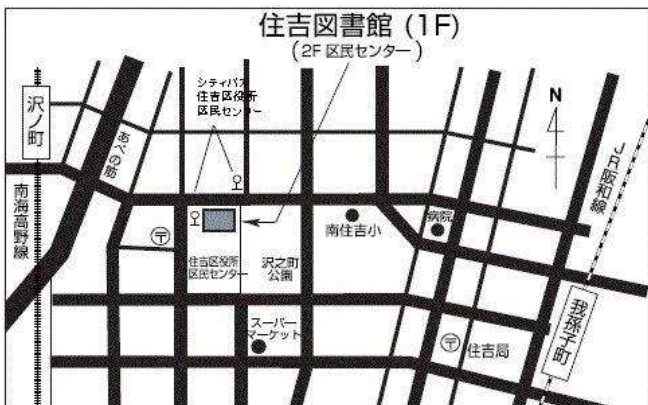 住吉図書館 (1F)
(2F 区民センター)
シティバス
住吉区役所
区民センター
N
沢ノ町
あべの筋
JR阪和線
南海高野線
〒
住吉区役所
区民センター
沢之町
公園
南住吉小
病院
スーパー
マーケット
〒 住吉局
我孫子町